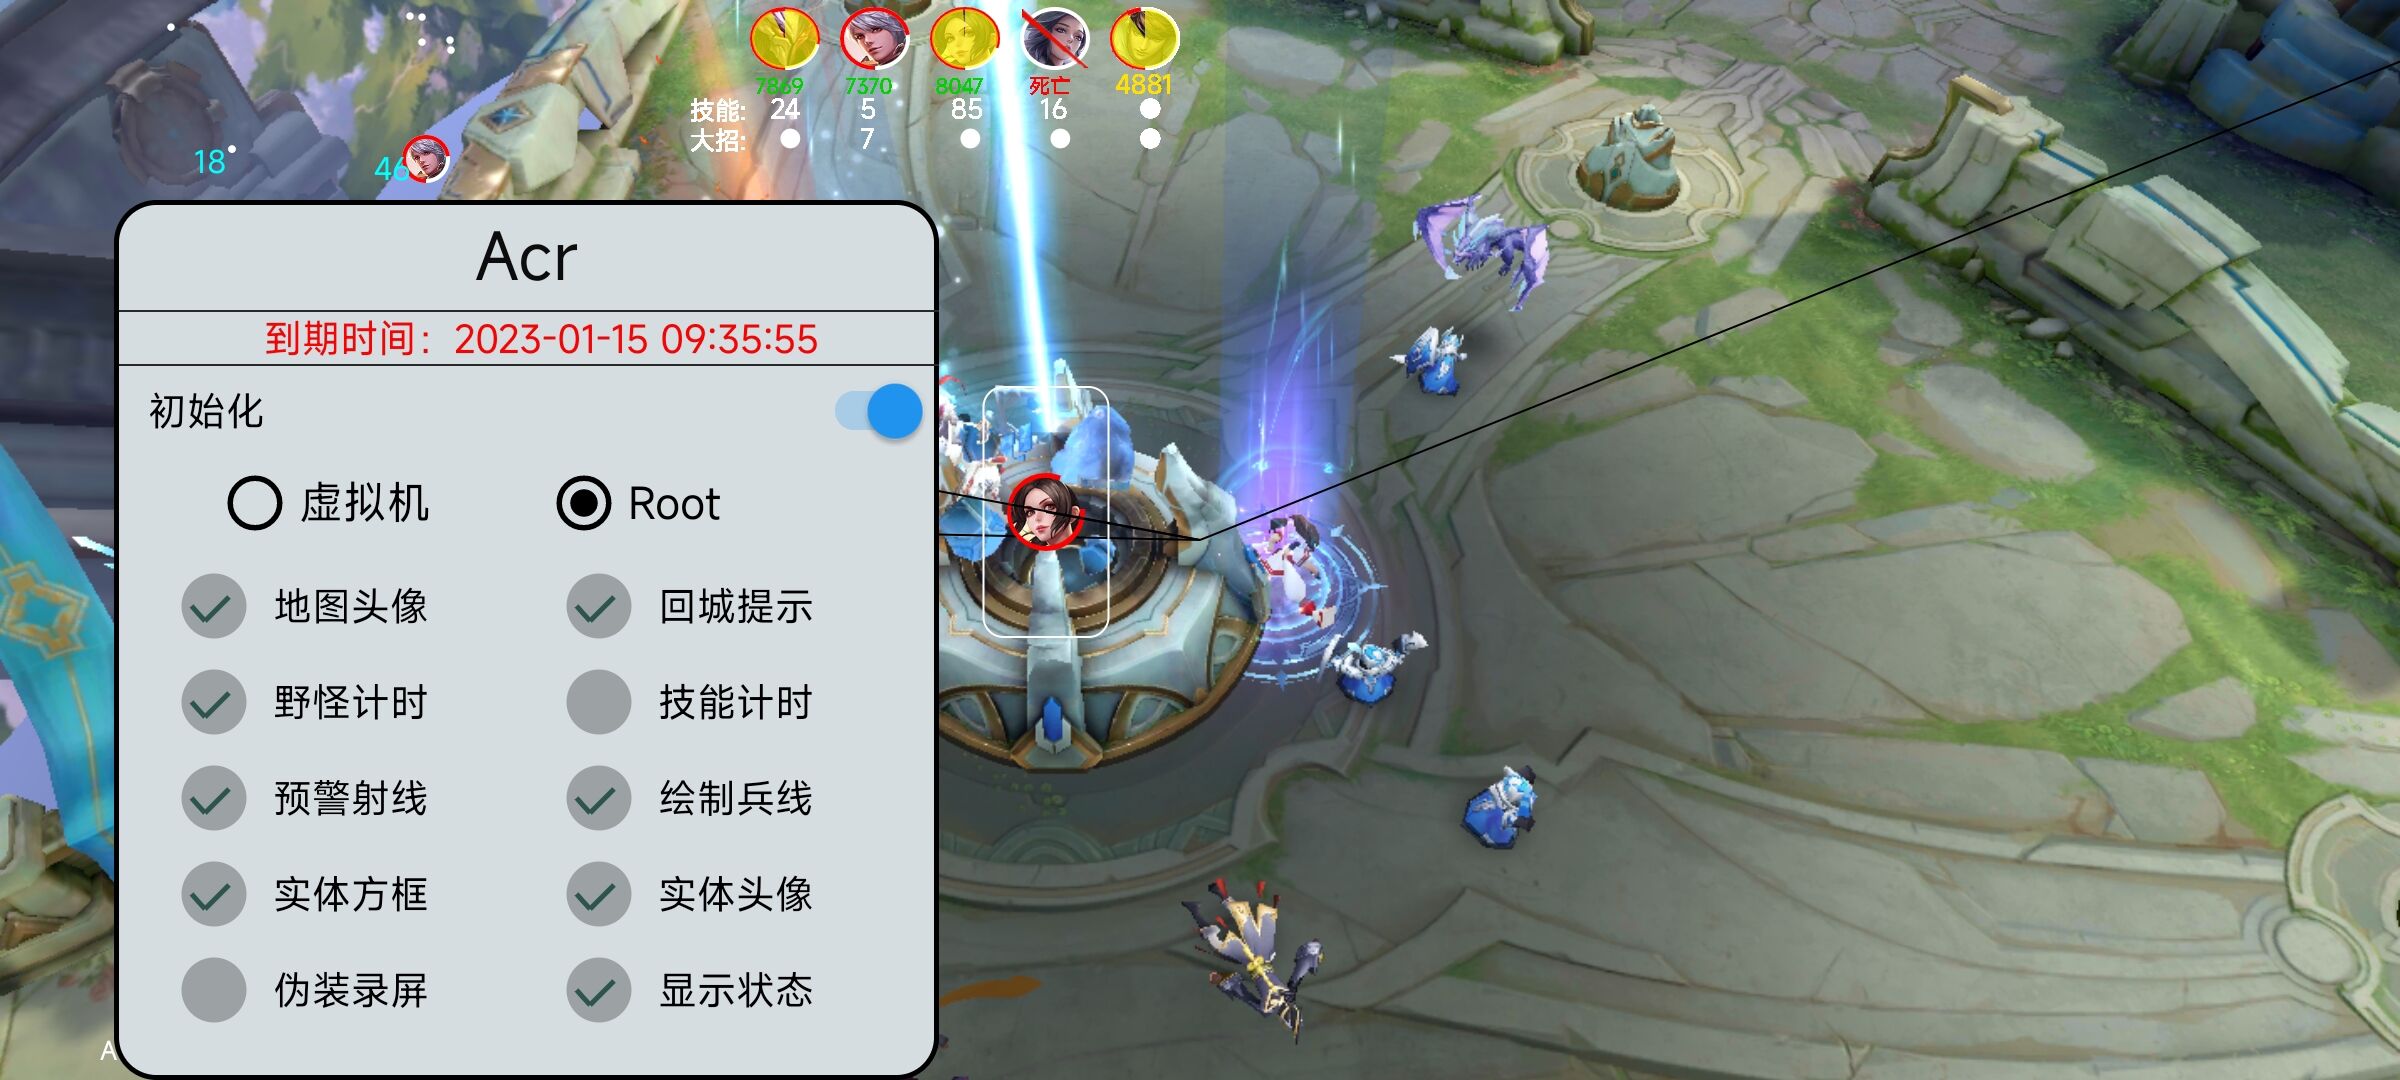 7869 7370 8047 死亡 4881
技能: 24 5 85 16
大招: 7
18
46
Acr
到期时间：2023-01-15 09:35:55
初始化
虚拟机 Root
地图头像 回城提示
野怪计时 技能计时
预警射线 绘制兵线
实体方框 实体头像
伪装录屏 显示状态
A